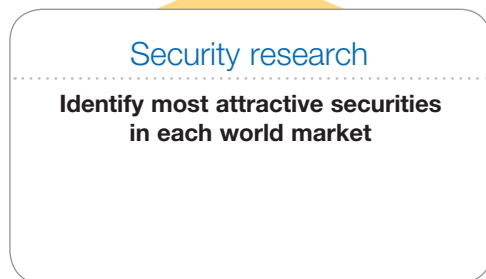 Security research
Identify most attractive securities
in each world market